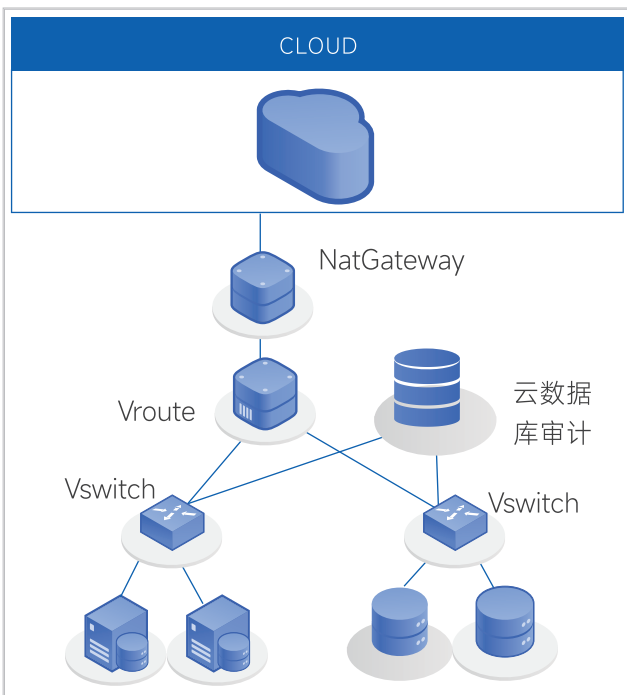 CLOUD
NatGateway
Vroute
云数据
库审计
Vswitch
Vswitch